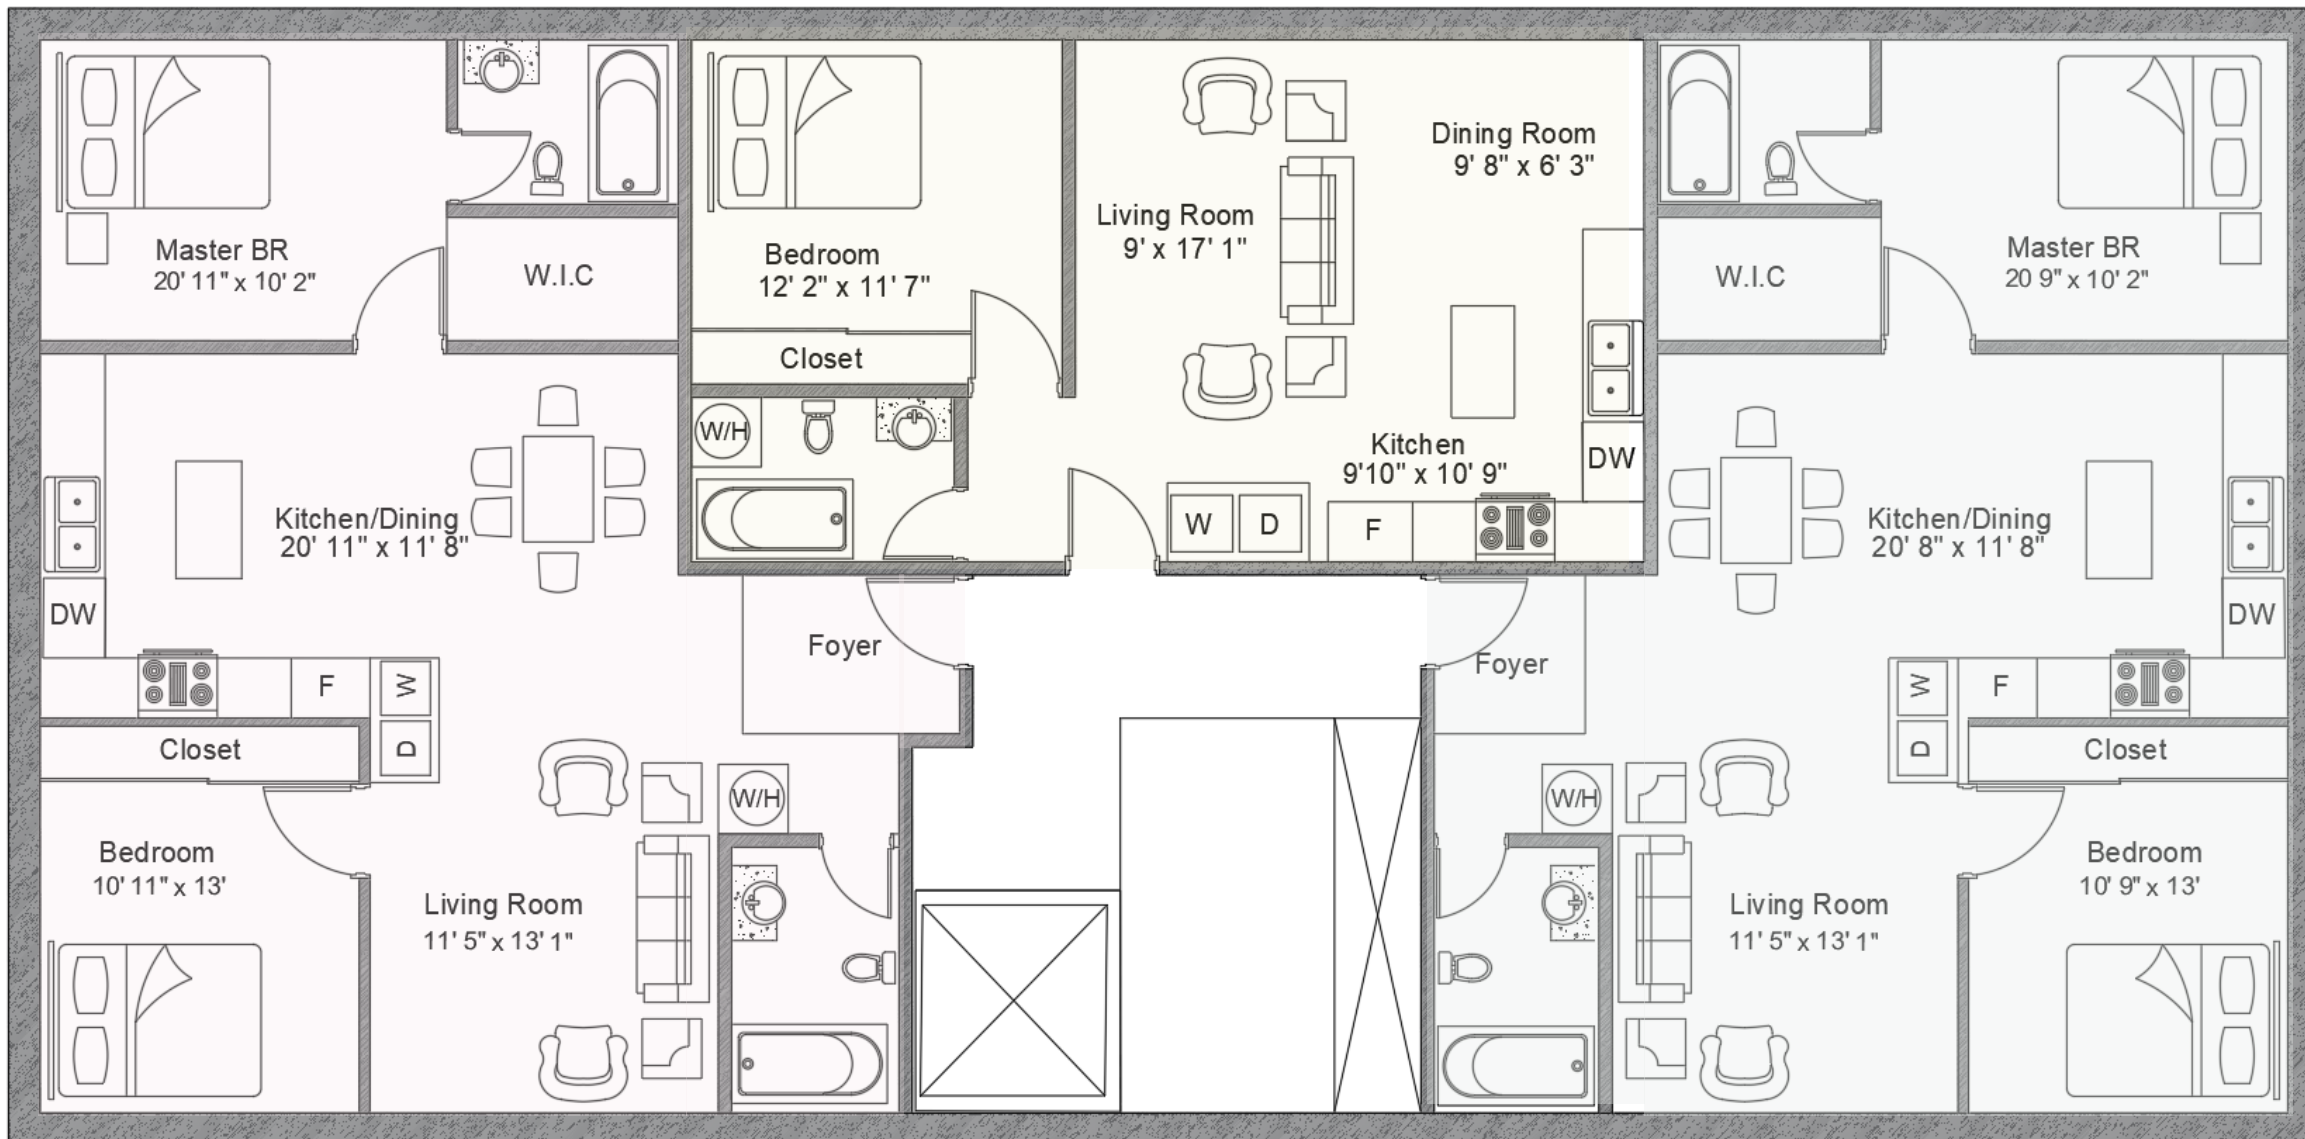 Master BR
20' 11" x 10' 2"
W.I.C
Bedroom
12' 2" x 11' 7"
Closet
W/H
Living Room
9' x 17' 1"
Dining Room
9' 8" x 6' 3"
Kitchen
9'10" x 10' 9"
DW
W
D
F
W.I.C
Master BR
20 9" x 10' 2"
Kitchen/Dining
20' 11" x 11' 8"
DW
F
W
D
Closet
Bedroom
10' 11" x 13'
Living Room
11' 5" x 13' 1"
Foyer
W/H
Foyer
W/H
Kitchen/Dining
20' 8" x 11' 8"
DW
W
F
D
Closet
Living Room
11' 5" x 13' 1"
Bedroom
10' 9" x 13'